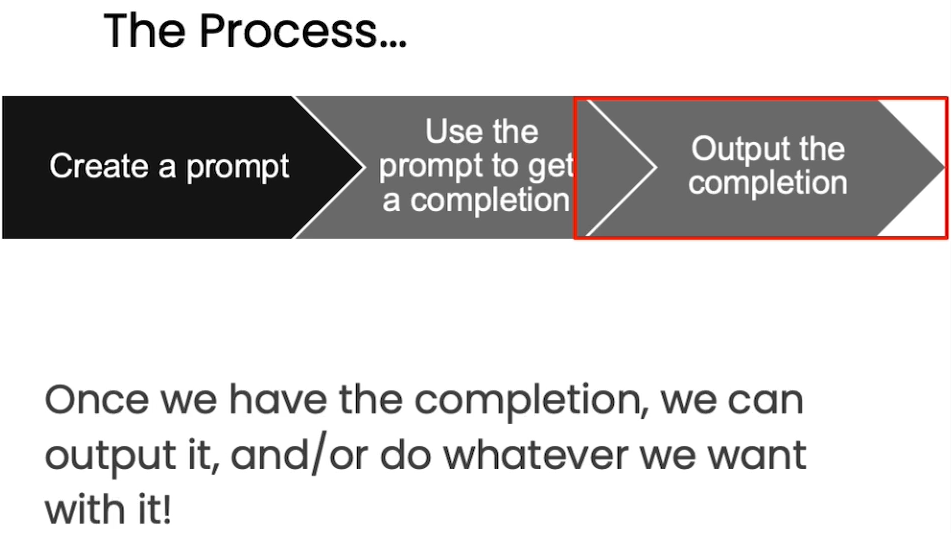 The Process...
Create a prompt
Use the
prompt to get
a completion
Output the
completion
Once we have the completion, we can
output it, and/or do whatever we want
with it!